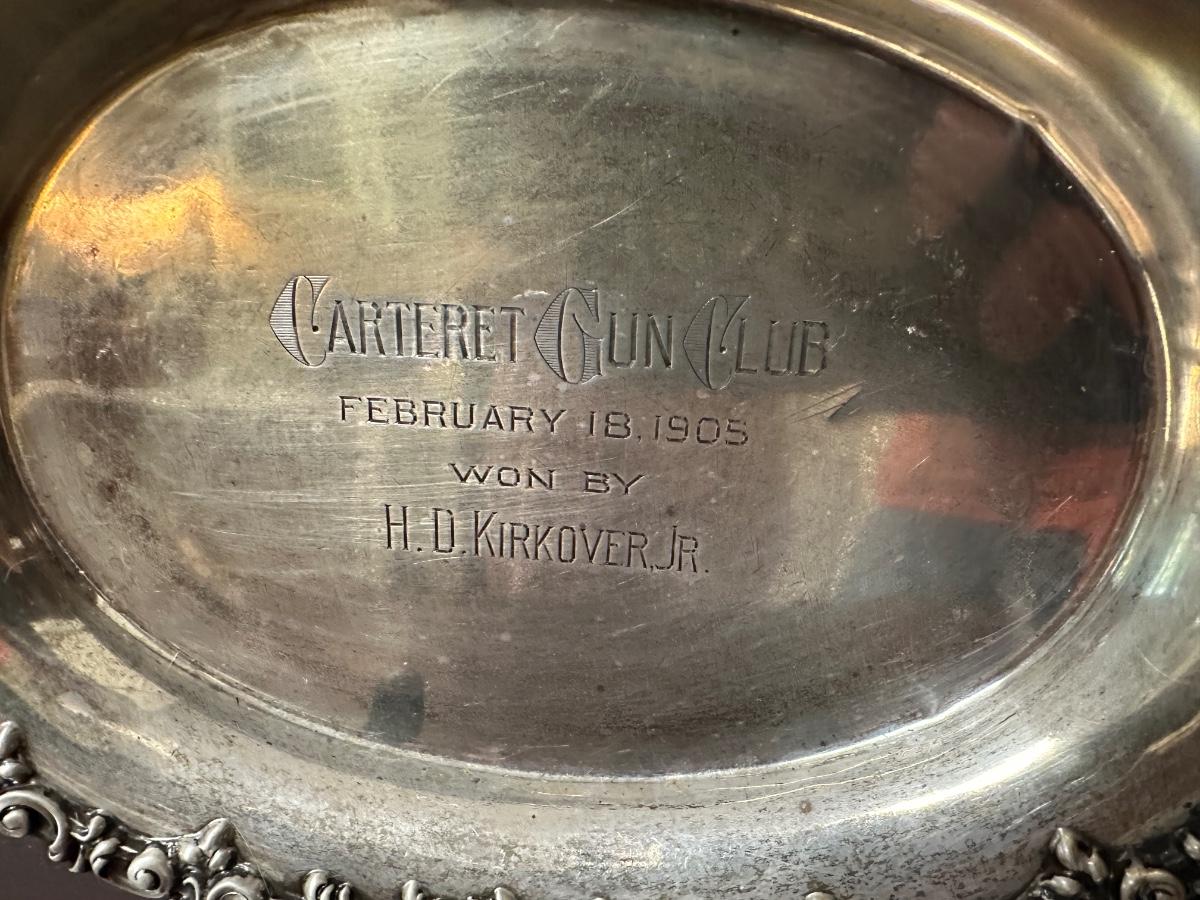 CARTERET GUN CLUB
FEBRUARY 18, 1905
WON BY
H. D. KIRKOVER, JR.